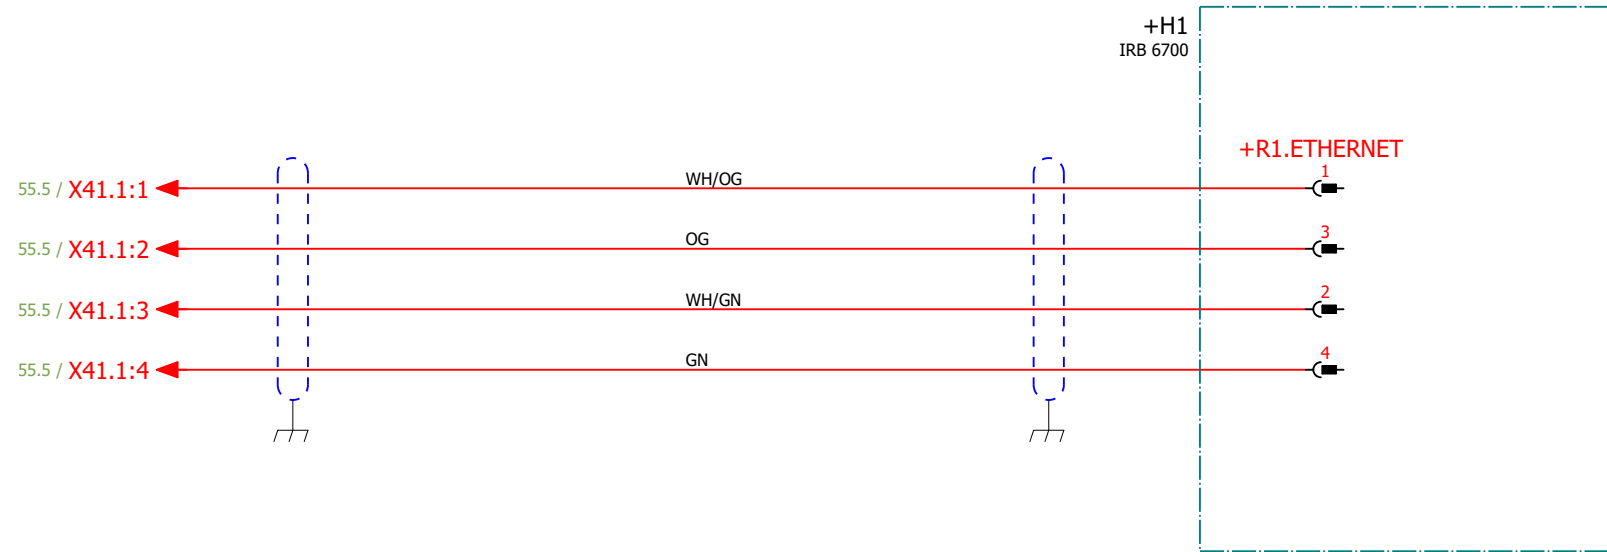 +H1
IRB 6700
+R1.ETHERNET
55.5 / X41.1:1 WH/OG 1
55.5 / X41.1:2 OG 3
55.5 / X41.1:3 WH/GN 2
55.5 / X41.1:4 GN 4